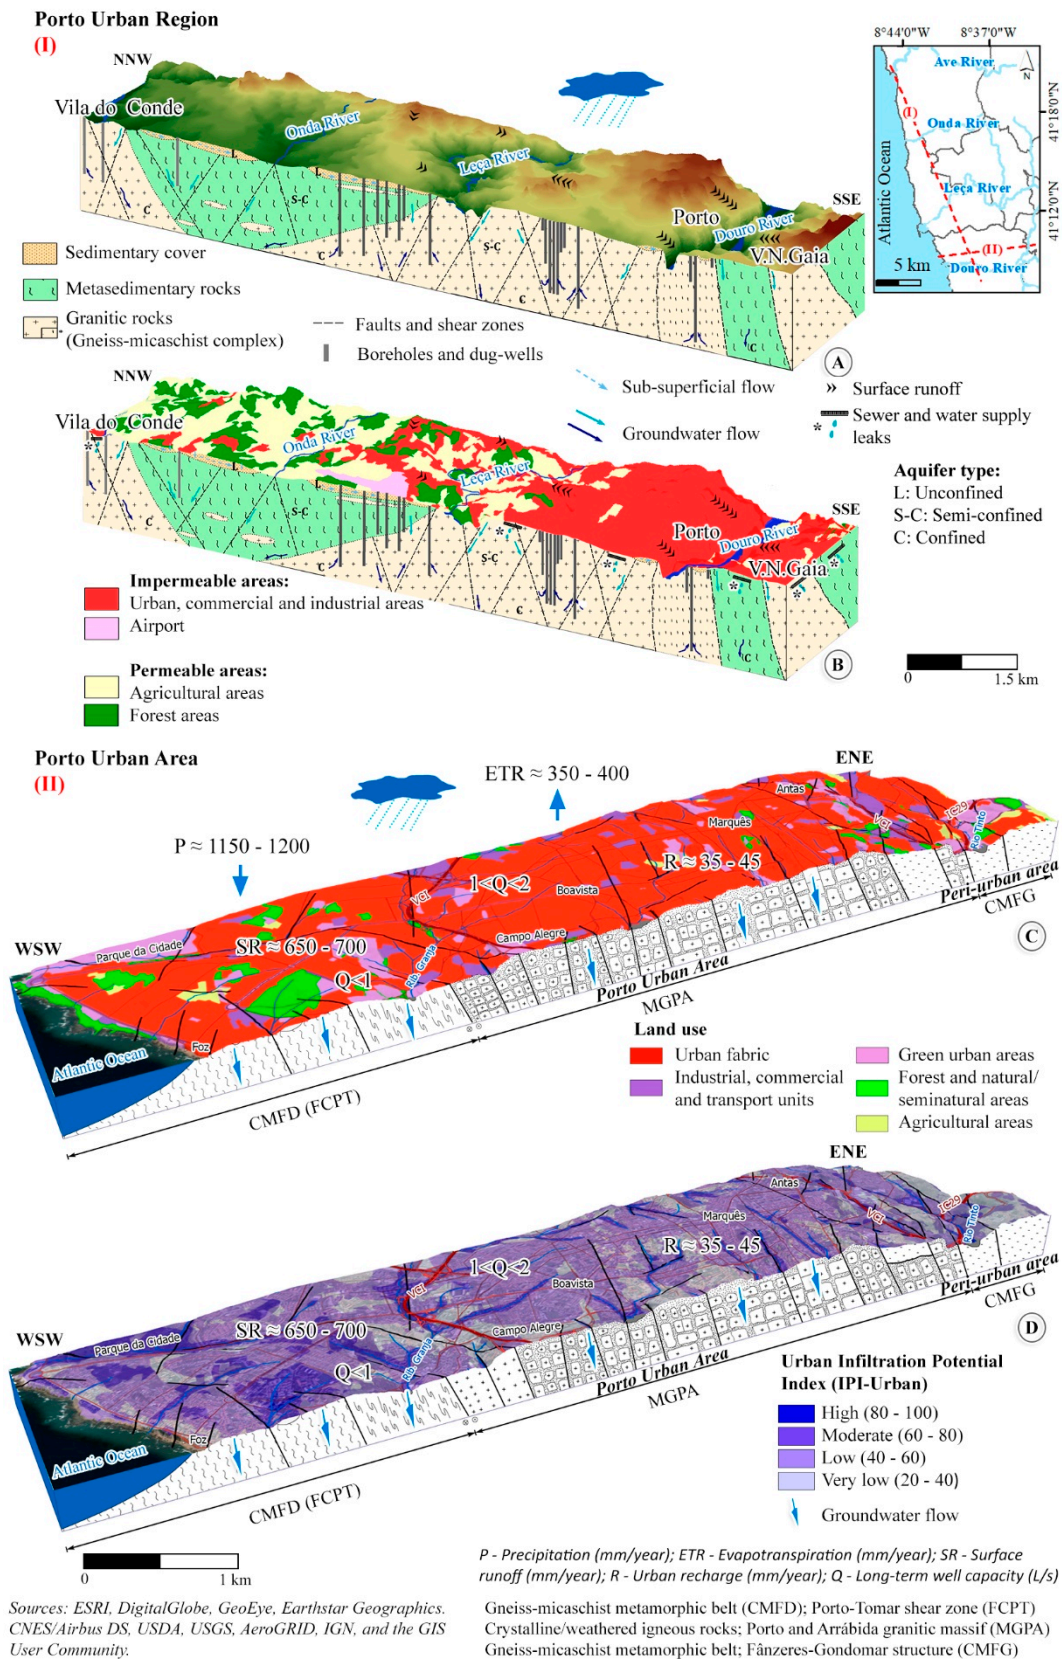 Porto Urban Region
(I)
NNW
Vila do Conde
Onda River
Leça River
Porto
Douro River
V.N.Gaia
SSE
L
S-C
C
S-C
C
C
C
8°44'0"W 8°37'0"W
Ave River
N
(I)
Onda River
41°18'0"N
Atlantic Ocean
Leça River
41°12'0"N
(II)
5 km
Douro River
Sedimentary cover
Metasedimentary rocks
Granitic rocks
(Gneiss-micaschist complex)
Faults and shear zones
Boreholes and dug-wells
A
NNW
Sub-superficial flow
Groundwater flow
Surface runoff
Sewer and water supply
leaks
Vila do Conde
Onda River
Leça River
Porto
Douro River
V.N.Gaia
SSE
L
S-C
C
S-C
C
C
Aquifer type:
L: Unconfined
S-C: Semi-confined
C: Confined
Impermeable areas:
Urban, commercial and industrial areas
Airport
Permeable areas:
Agricultural areas
Forest areas
B
0 1.5 km
Porto Urban Area
(II)
ETR ≈ 350 - 400
ENE
P ≈ 1150 - 1200
Antas
IC29
VCI
Rio Tinto
Marquês
R ≈ 35 - 45
1<Q<2
Boavista
VCI
Peri-urban area
CMFG
WSW
Parque da Cidade
SR ≈ 650 - 700
Campo Alegre
Rib. Granja
Q<1
Porto Urban Area
MGPA
C
Atlantic Ocean
Foz
CMFD (FCPT)
Land use
Urban fabric
Industrial, commercial
and transport units
Green urban areas
Forest and natural/
seminatural areas
Agricultural areas
ENE
Antas
IC29
VCI
Rio Tinto
Marquês
R ≈ 35 - 45
1<Q<2
Boavista
VCI
Peri-urban area
CMFG
WSW
Parque da Cidade
SR ≈ 650 - 700
Campo Alegre
Rib. Granja
Q<1
Porto Urban Area
MGPA
D
Atlantic Ocean
Foz
CMFD (FCPT)
Urban Infiltration Potential
Index (IPI-Urban)
High (80 - 100)
Moderate (60 - 80)
Low (40 - 60)
Very low (20 - 40)
Groundwater flow
0 1 km
P - Precipitation (mm/year); ETR - Evapotranspiration (mm/year); SR - Surface
runoff (mm/year); R - Urban recharge (mm/year); Q - Long-term well capacity (L/s)
Sources: ESRI, DigitalGlobe, GeoEye, Earthstar Geographics.
CNES/Airbus DS, USDA, USGS, AeroGRID, IGN, and the GIS
User Community.
Gneiss-micaschist metamorphic belt (CMFD); Porto-Tomar shear zone (FCPT)
Crystalline/weathered igneous rocks; Porto and Arrábida granitic massif (MGPA)
Gneiss-micaschist metamorphic belt; Fânzeres-Gondomar structure (CMFG)